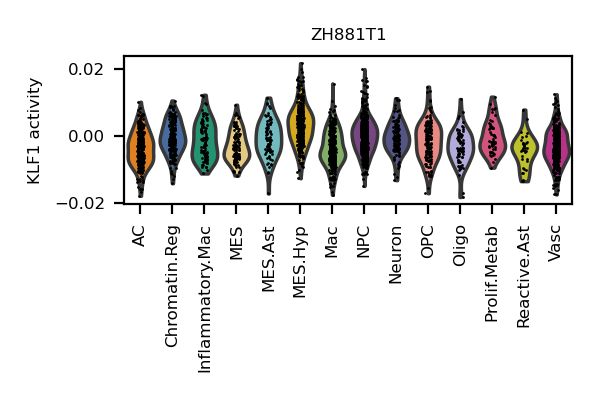 ZH881T1
KLF1 activity
0.02
0.00
−0.02
AC
Chromatin.Reg
Inflammatory.Mac
MES
MES.Ast
MES.Hyp
Mac
NPC
Neuron
OPC
Oligo
Prolif.Metab
Reactive.Ast
Vasc